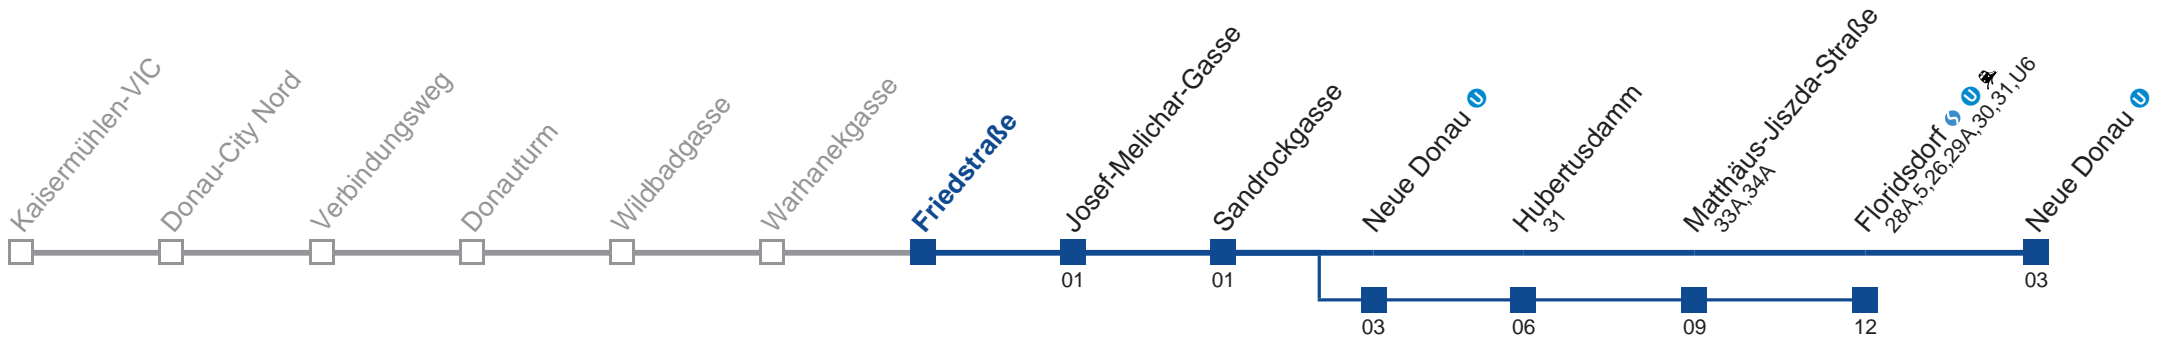 Kaisermühlen-VIC
Donau-City Nord
Verbindungsweg
Donauturm
Wildbadgasse
Warhanekgasse
Friedstraße
Josef-Melichar-Gasse
Sandrockgasse
Neue Donau U
Hubertusdamm
31
Matthäus-Jiszda-Straße
33A,34A
Floridsdorf S U
28A,5,26,29A,30,31,U6
Neue Donau U
01
01
03
03
06
09
12